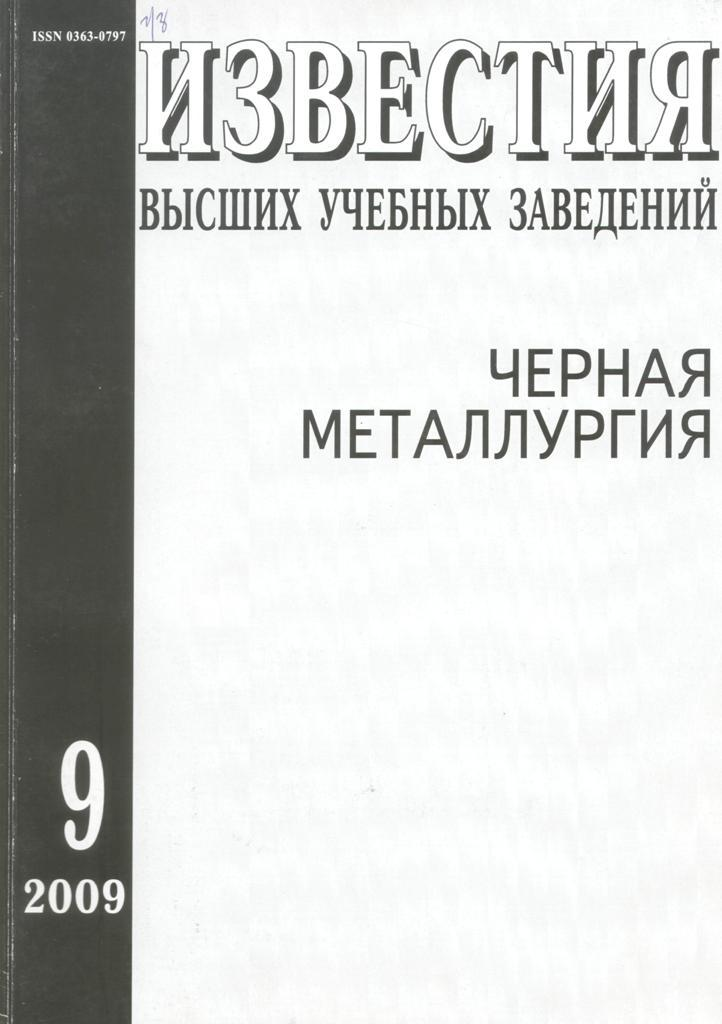 ISSN 0363-0797
ИЗВЕСТИЯ
ВЫСШИХ УЧЕБНЫХ ЗАВЕДЕНИЙ
ЧЕРНАЯ
МЕТАЛЛУРГИЯ
9
2009